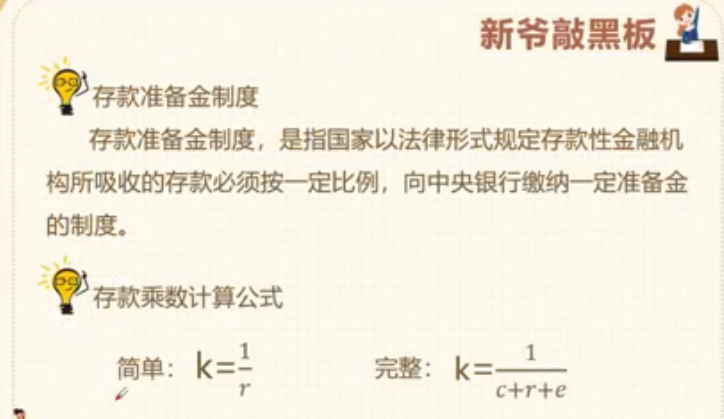 新爷敲黑板
存款准备金制度
存款准备金制度，是指国家以法律形式规定存款性金融机
构所吸收的存款必须按一定比例，向中央银行缴纳一定准备金
的制度。
存款乘数计算公式
简单： k=1/r 完整： k=1/(c+r+e)